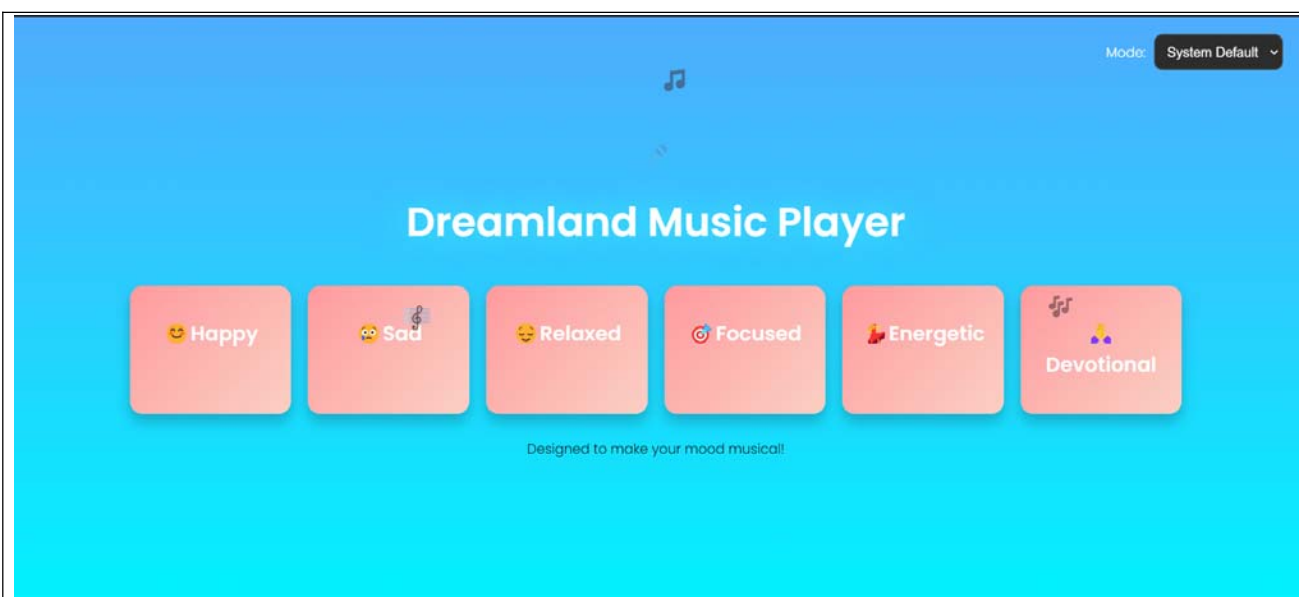 Mode: System Default
Dreamland Music Player
😊 Happy
😢 Sad
😌 Relaxed
🎯 Focused
💃 Energetic
🙏
Devotional
Designed to make your mood musical!